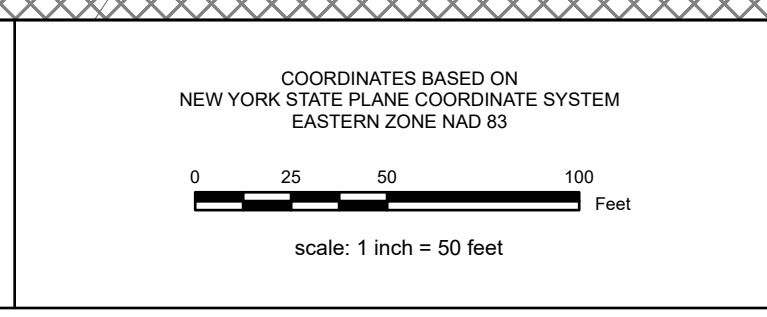 COORDINATES BASED ON
NEW YORK STATE PLANE COORDINATE SYSTEM
EASTERN ZONE NAD 83
0 25 50 100
Feet
scale: 1 inch = 50 feet